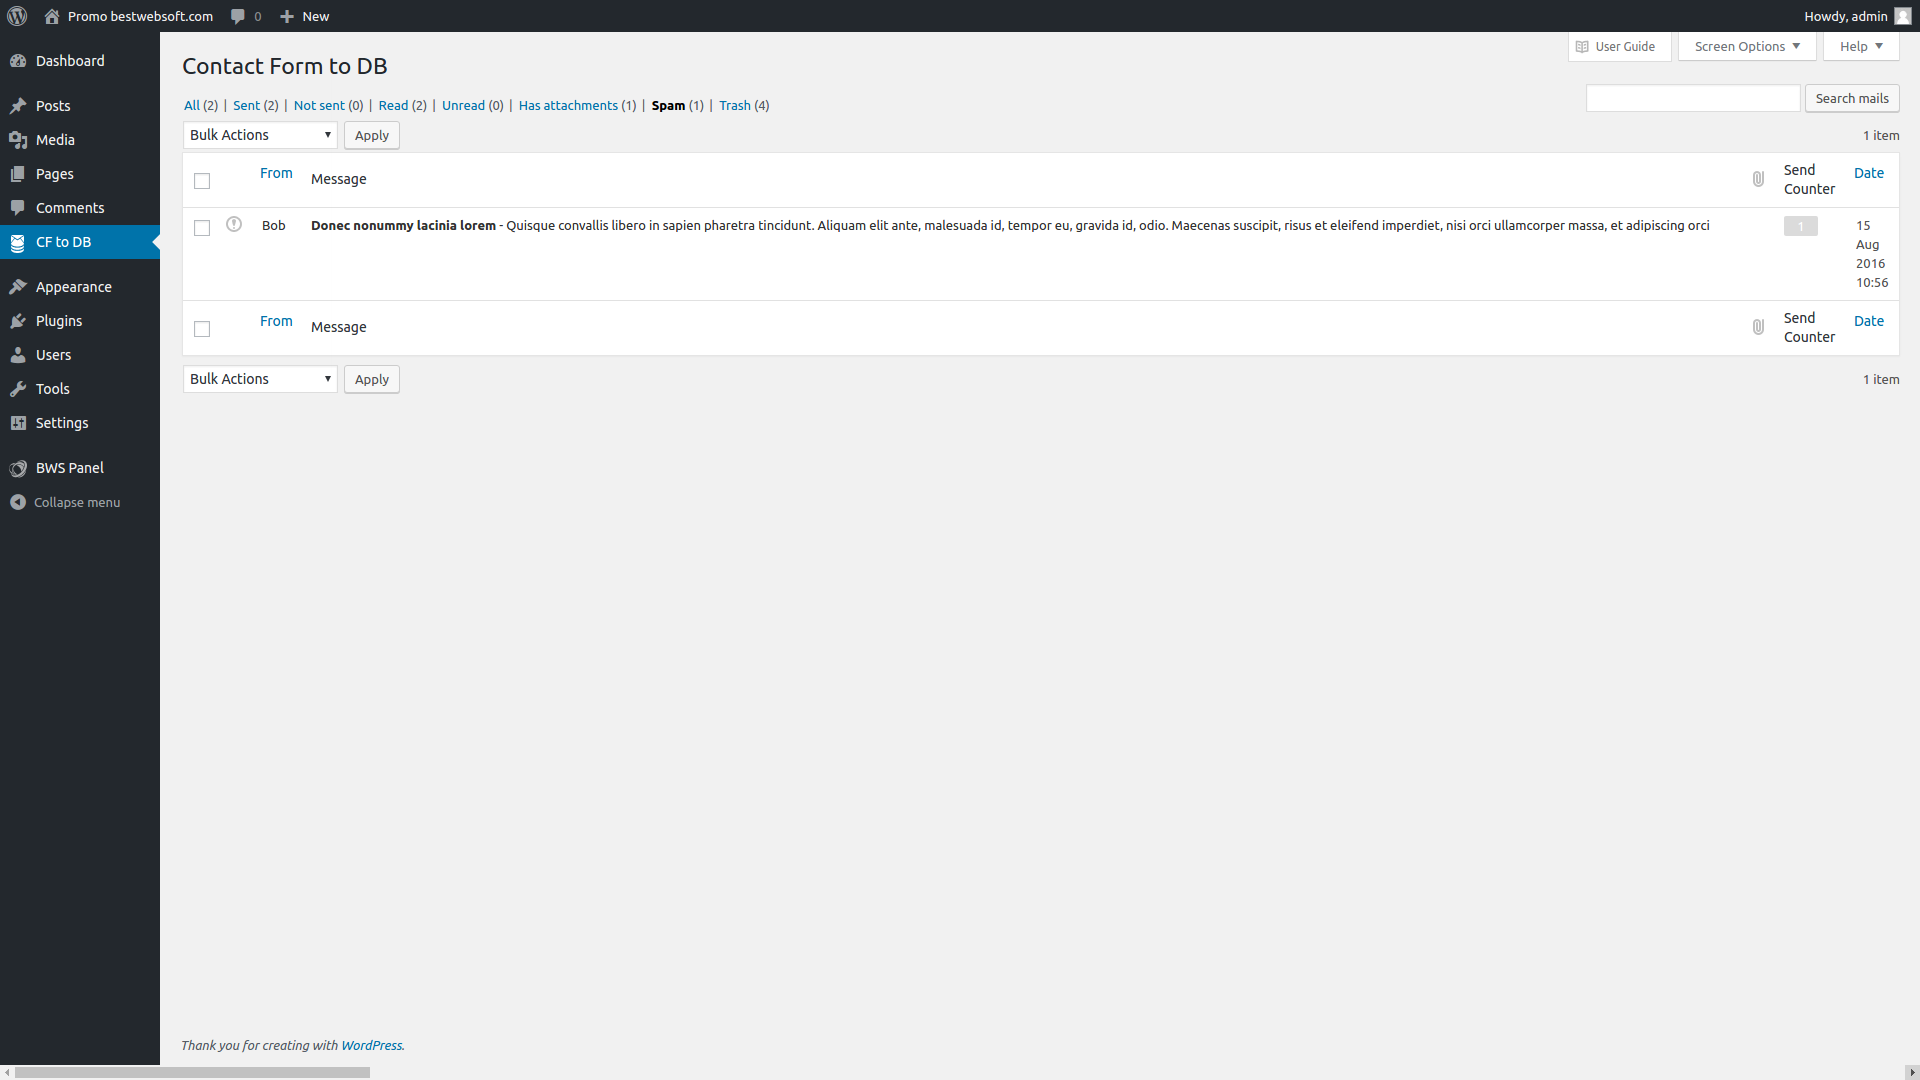 Promo bestwebsoft.com 0 New Howdy, admin
User Guide Screen Options Help
Dashboard
Posts
Media
Pages
Comments
CF to DB
Appearance
Plugins
Users
Tools
Settings
BWS Panel
Collapse menu
Contact Form to DB
All (2) | Sent (2) | Not sent (0) | Read (2) | Unread (0) | Has attachments (1) | Spam (1) | Trash (4)
Search mails
Bulk Actions Apply 1 item
From Message Send Counter Date
Bob Donec nonummy lacinia lorem - Quisque convallis libero in sapien pharetra tincidunt. Aliquam elit ante, malesuada id, tempor eu, gravida id, odio. Maecenas suscipit, risus et eleifend imperdiet, nisi orci ullamcorper massa, et adipiscing orci 1 15
Aug
2016
10:56
From Message Send Counter Date
Bulk Actions Apply 1 item
Thank you for creating with WordPress.